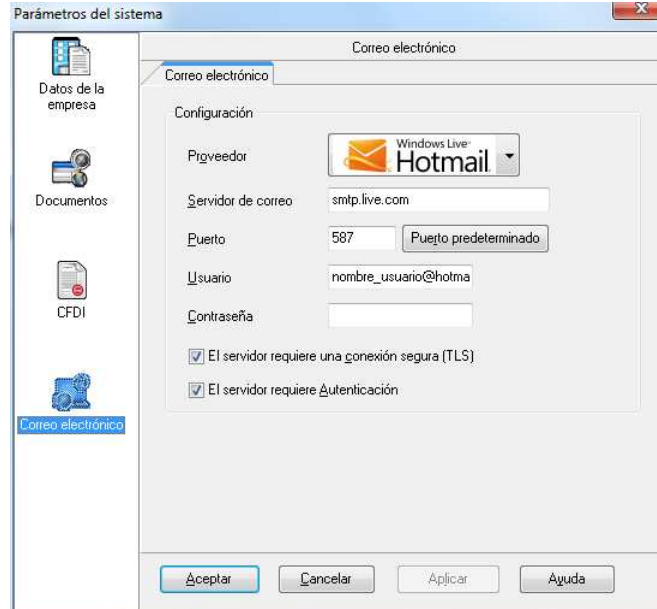 Parámetros del sistema
Datos de la
empresa
Documentos
CFDI
Correo electrónico
Correo electrónico
Correo electrónico
Configuración
Proveedor
Windows Live
Hotmail
Servidor de correo
smtp.live.com
Puerto
587
Puerto predeterminado
Usuario
nombre_usuario@hotma
Contraseña
El servidor requiere una conexión segura (TLS)
El servidor requiere Autenticación
Aceptar
Cancelar
Aplicar
Ayuda